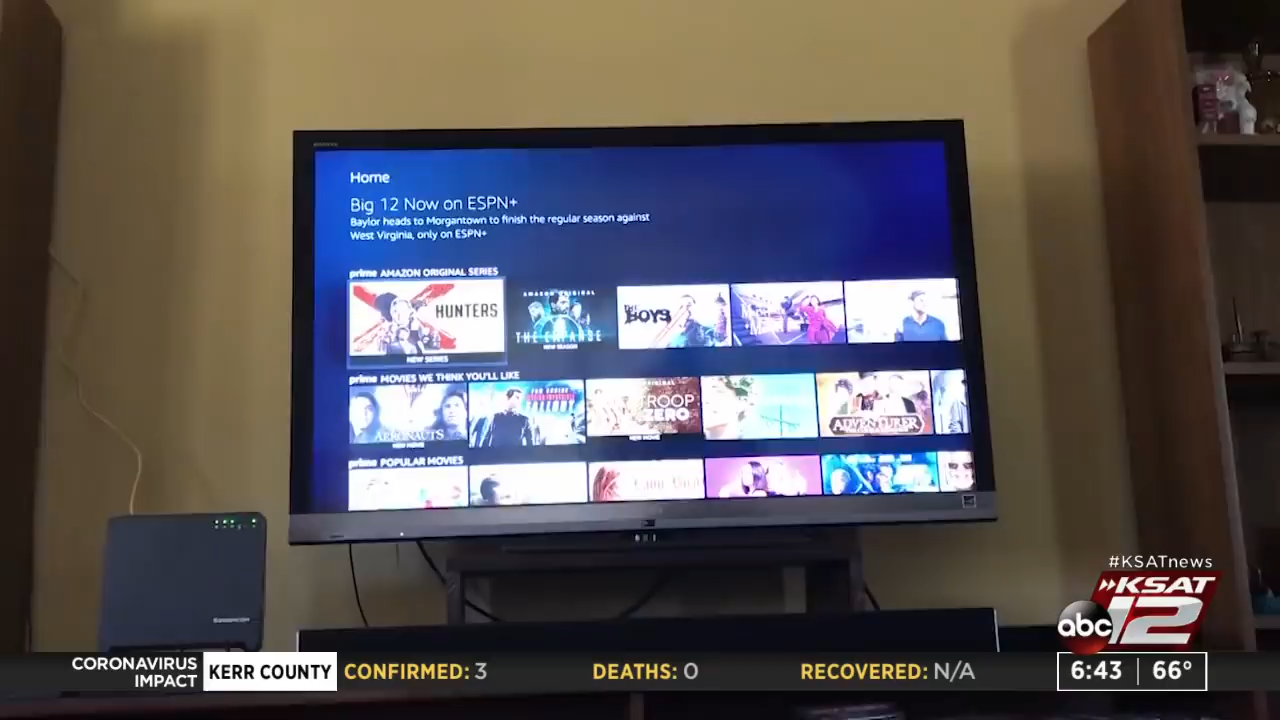 Home
Big 12 Now on ESPN+
Baylor heads to Morgantown to finish the regular season against
West Virginia, only on ESPN+
prime AMAZON ORIGINAL SERIES
HUNTERS
NEW SERIES
AMAZON ORIGINAL
THE EXPANSE
NEW SEASON
THE BOYS
prime MOVIES WE THINK YOU'LL LIKE
AERONAUTS
NEW MOVIE
FALLOUT
TROOP
ZERO
NEW MOVIE
ADVENTURER
prime POPULAR MOVIES
#KSATnews
KSAT
12
abc
CORONAVIRUS
IMPACT
KERR COUNTY
CONFIRMED: 3
DEATHS: 0
RECOVERED: N/A
6:43
66°